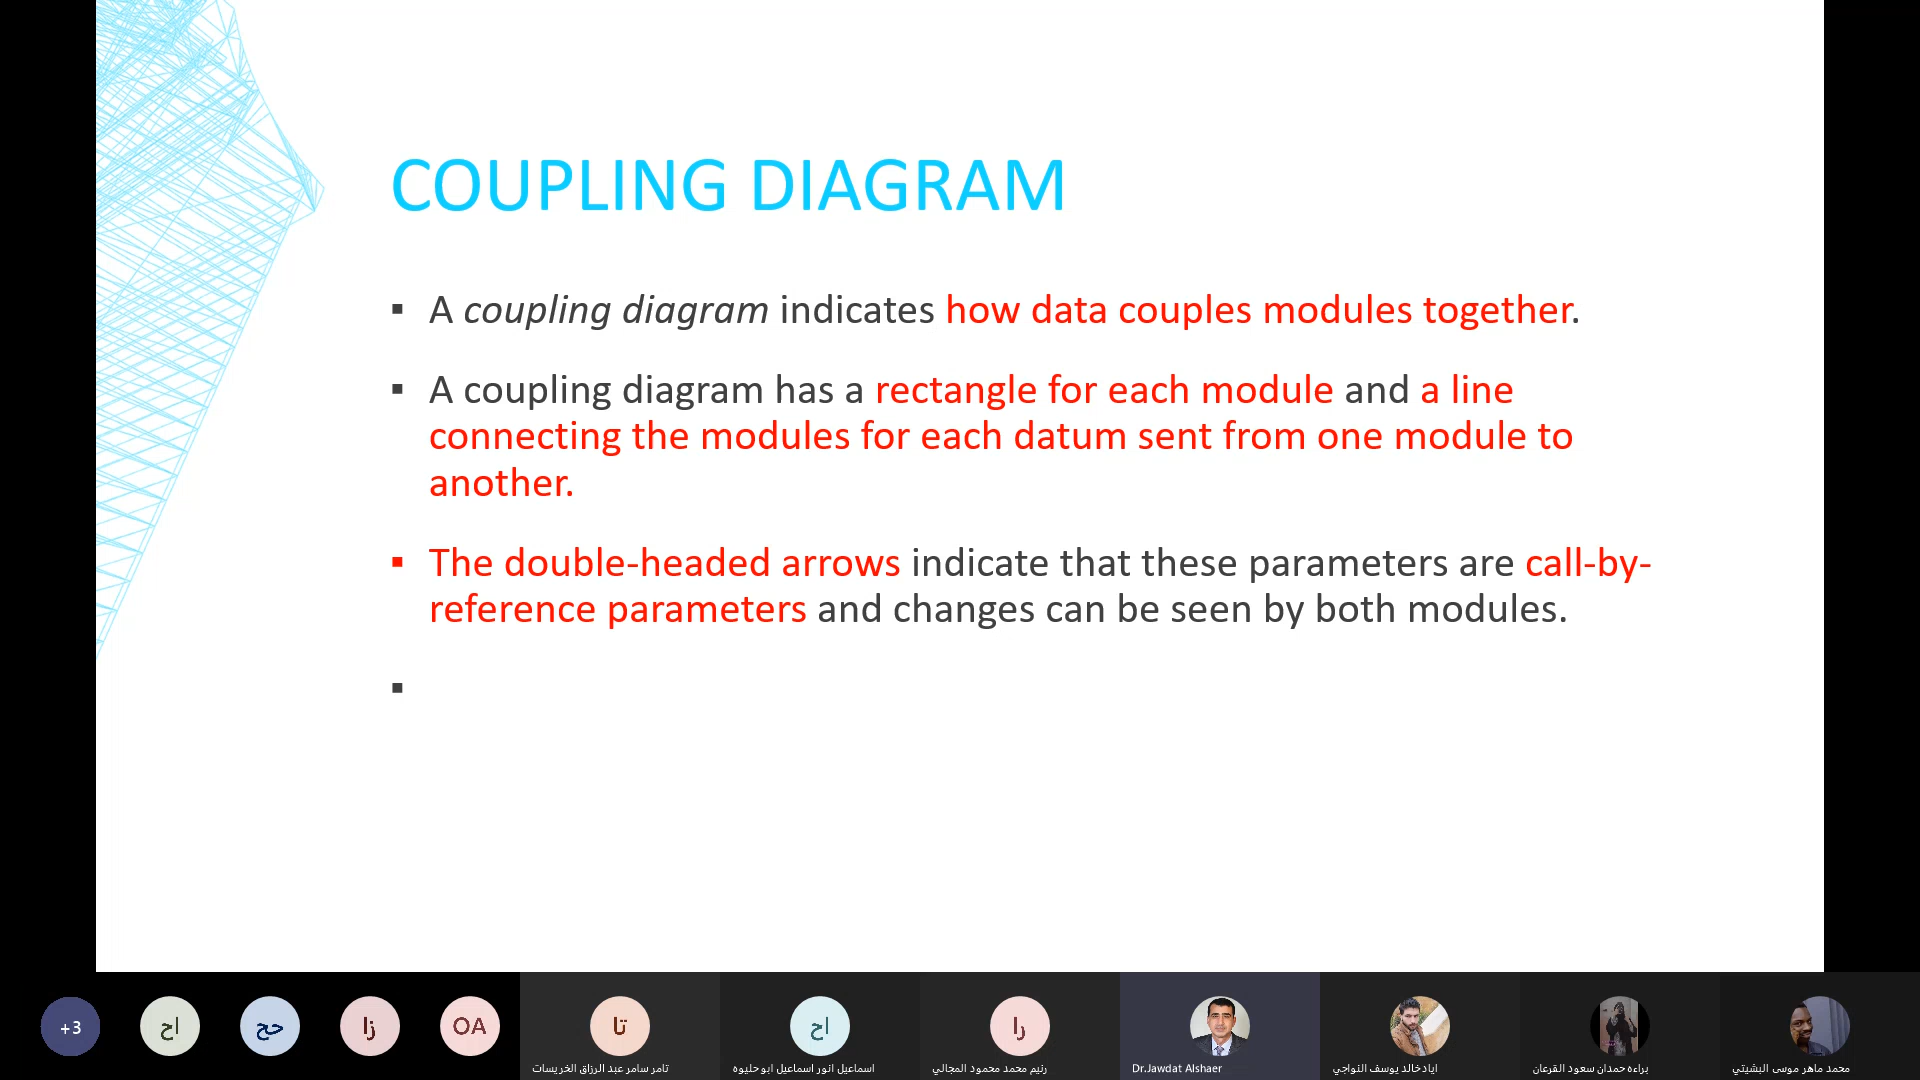 COUPLING DIAGRAM
▪ A coupling diagram indicates how data couples modules together.
▪ A coupling diagram has a rectangle for each module and a line
connecting the modules for each datum sent from one module to
another.
▪ The double-headed arrows indicate that these parameters are call-by-
reference parameters and changes can be seen by both modules.
▪
+3
اح
حح
زا
OA
تا
اح
را
تامر سامر عبد الرزاق الخريسات
اسماعيل انور اسماعيل ابوحليوه
رنيم محمد محمود المجالي
Dr.Jawdat Alshaer
اياد خالد يوسف النواجي
براءه حمدان سعود القرعان
محمد ماهر موسى البشيتي